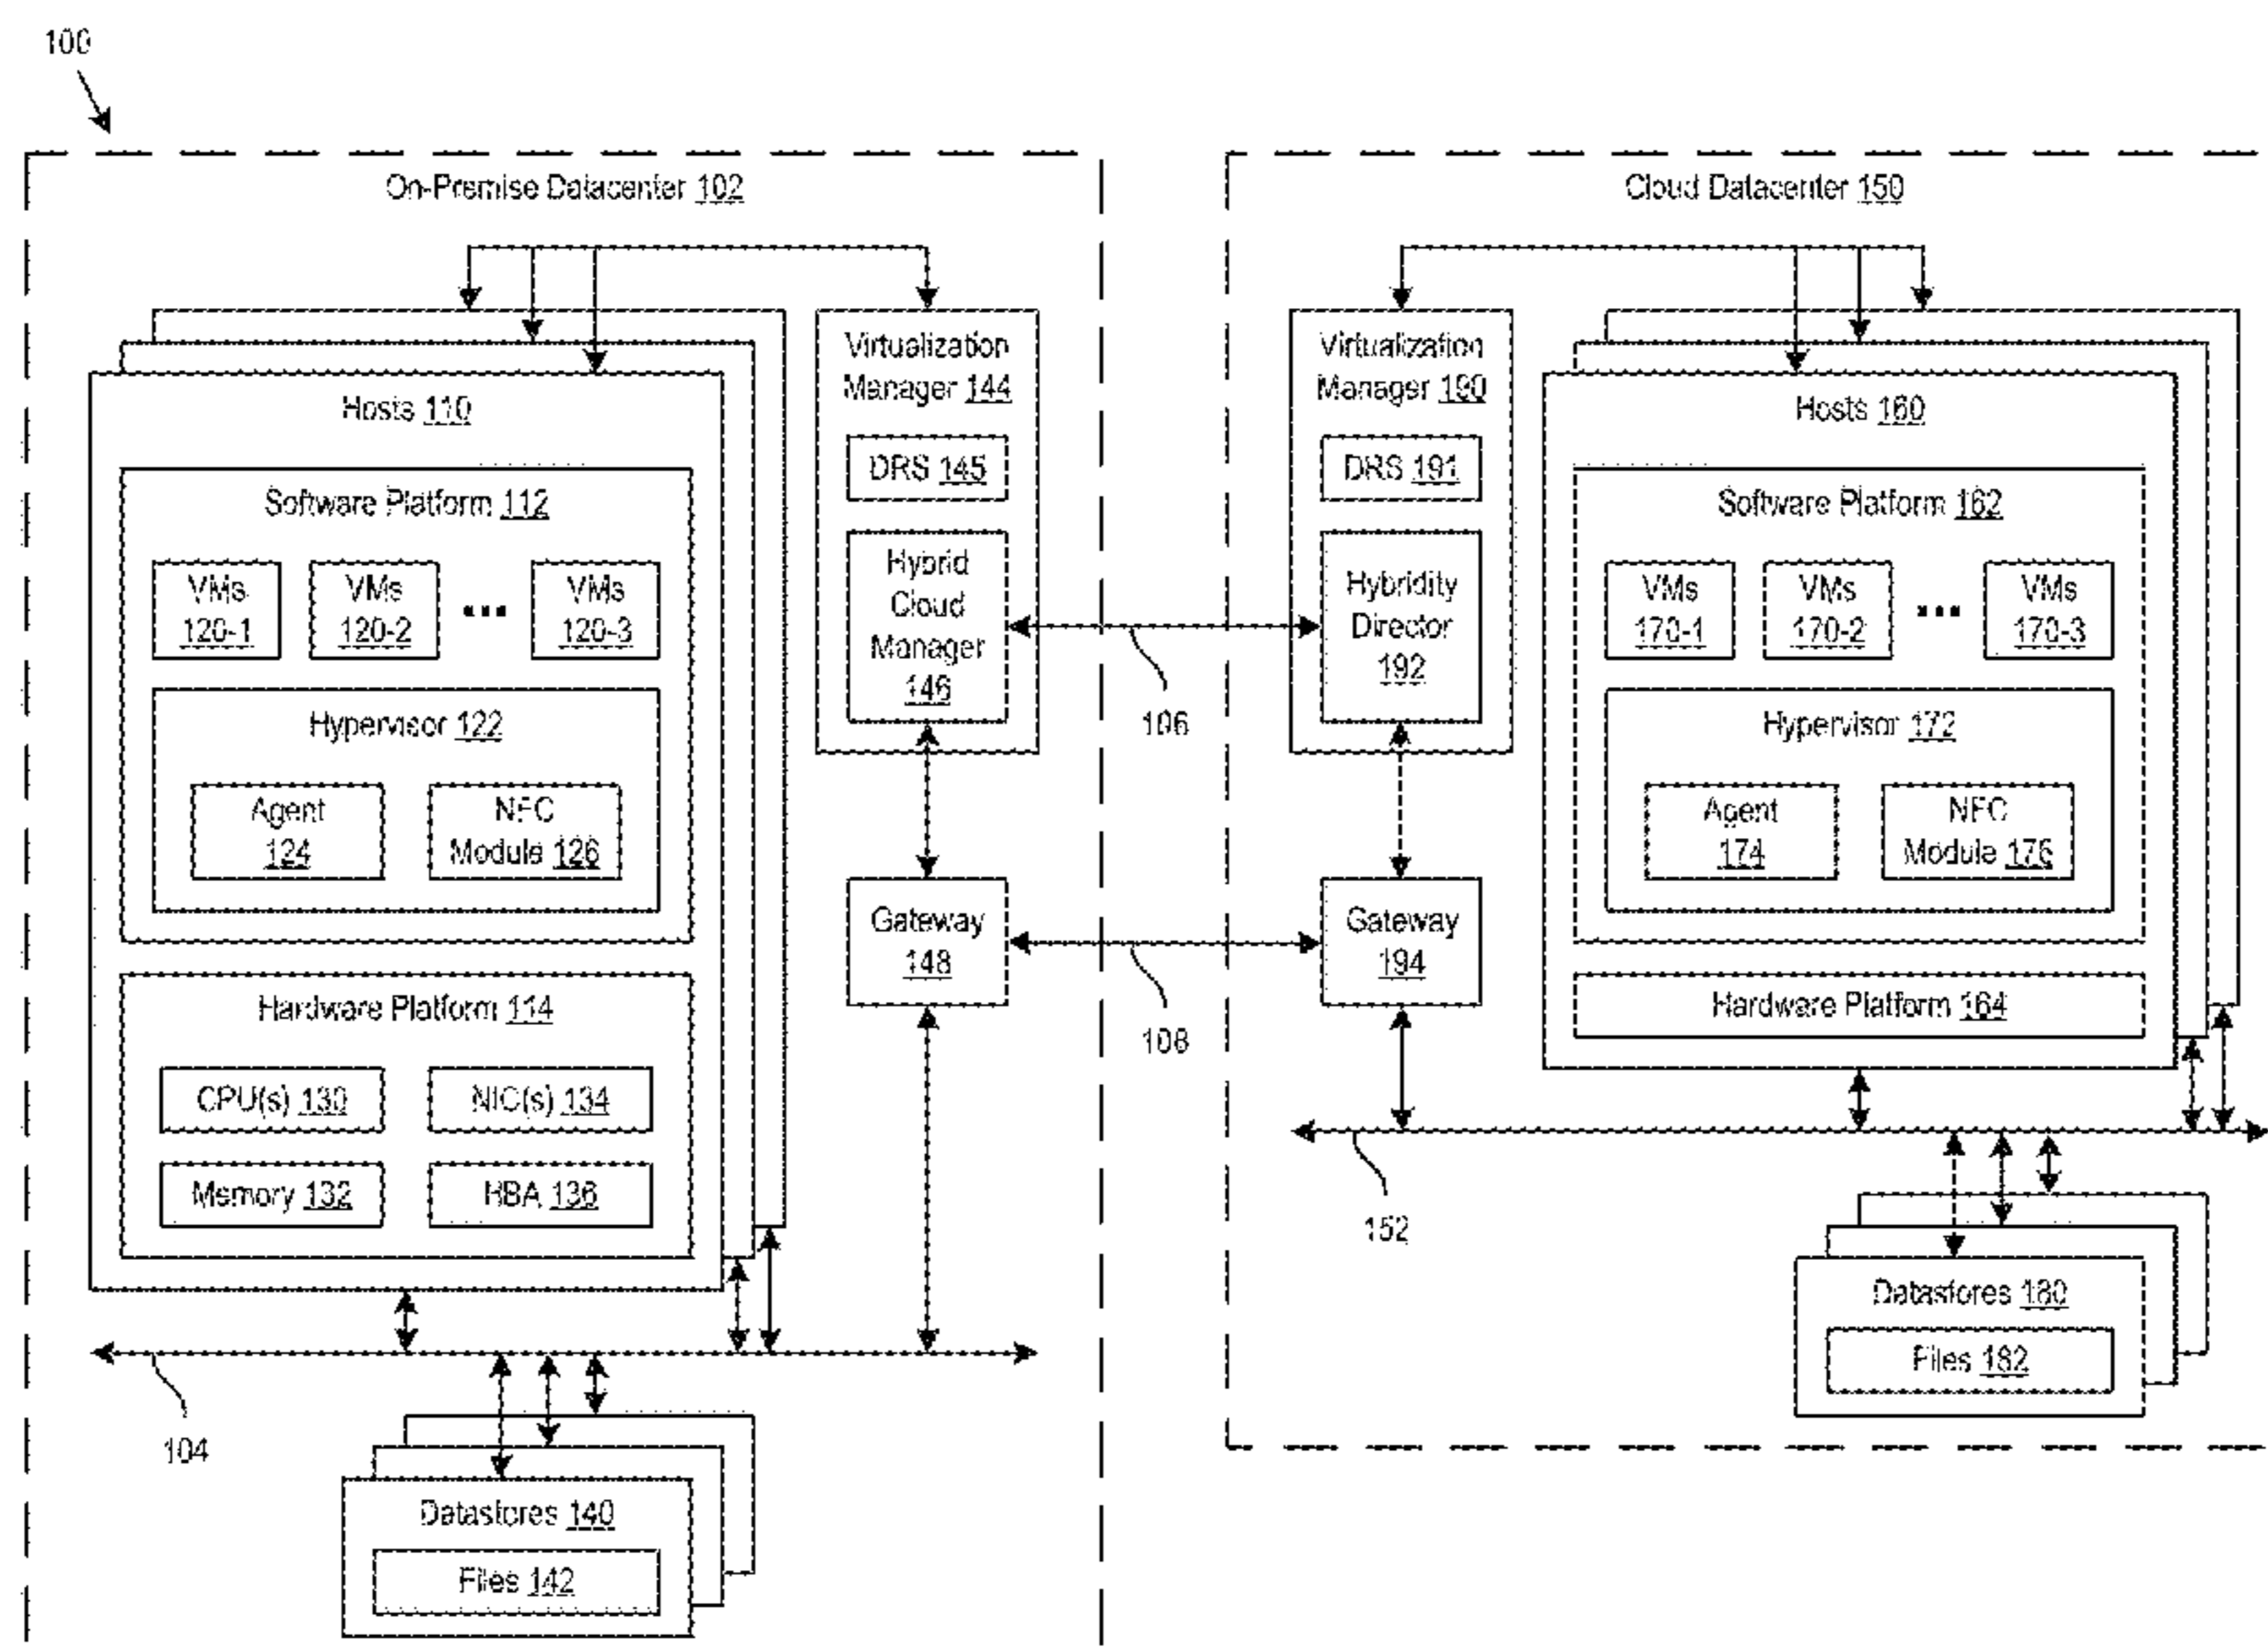 100
On-Premise Datacenter 102
Hosts 110
Software Platform 112
VMs
120-1
VMs
120-2
...
VMs
120-3
Hypervisor 122
Agent
124
NFC
Module 126
Hardware Platform 114
CPU(s) 130
NIC(s) 134
Memory 132
HBA 136
Virtualization
Manager 144
DRS 145
Hybrid
Cloud
Manager
146
Gateway
148
104
Datastores 140
Files 142
106
108
Cloud Datacenter 150
Virtualization
Manager 190
DRS 191
Hybridity
Director
192
Gateway
194
Hosts 160
Software Platform 162
VMs
170-1
VMs
170-2
...
VMs
170-3
Hypervisor 172
Agent
174
NFC
Module 176
Hardware Platform 164
152
Datastores 180
Files 182